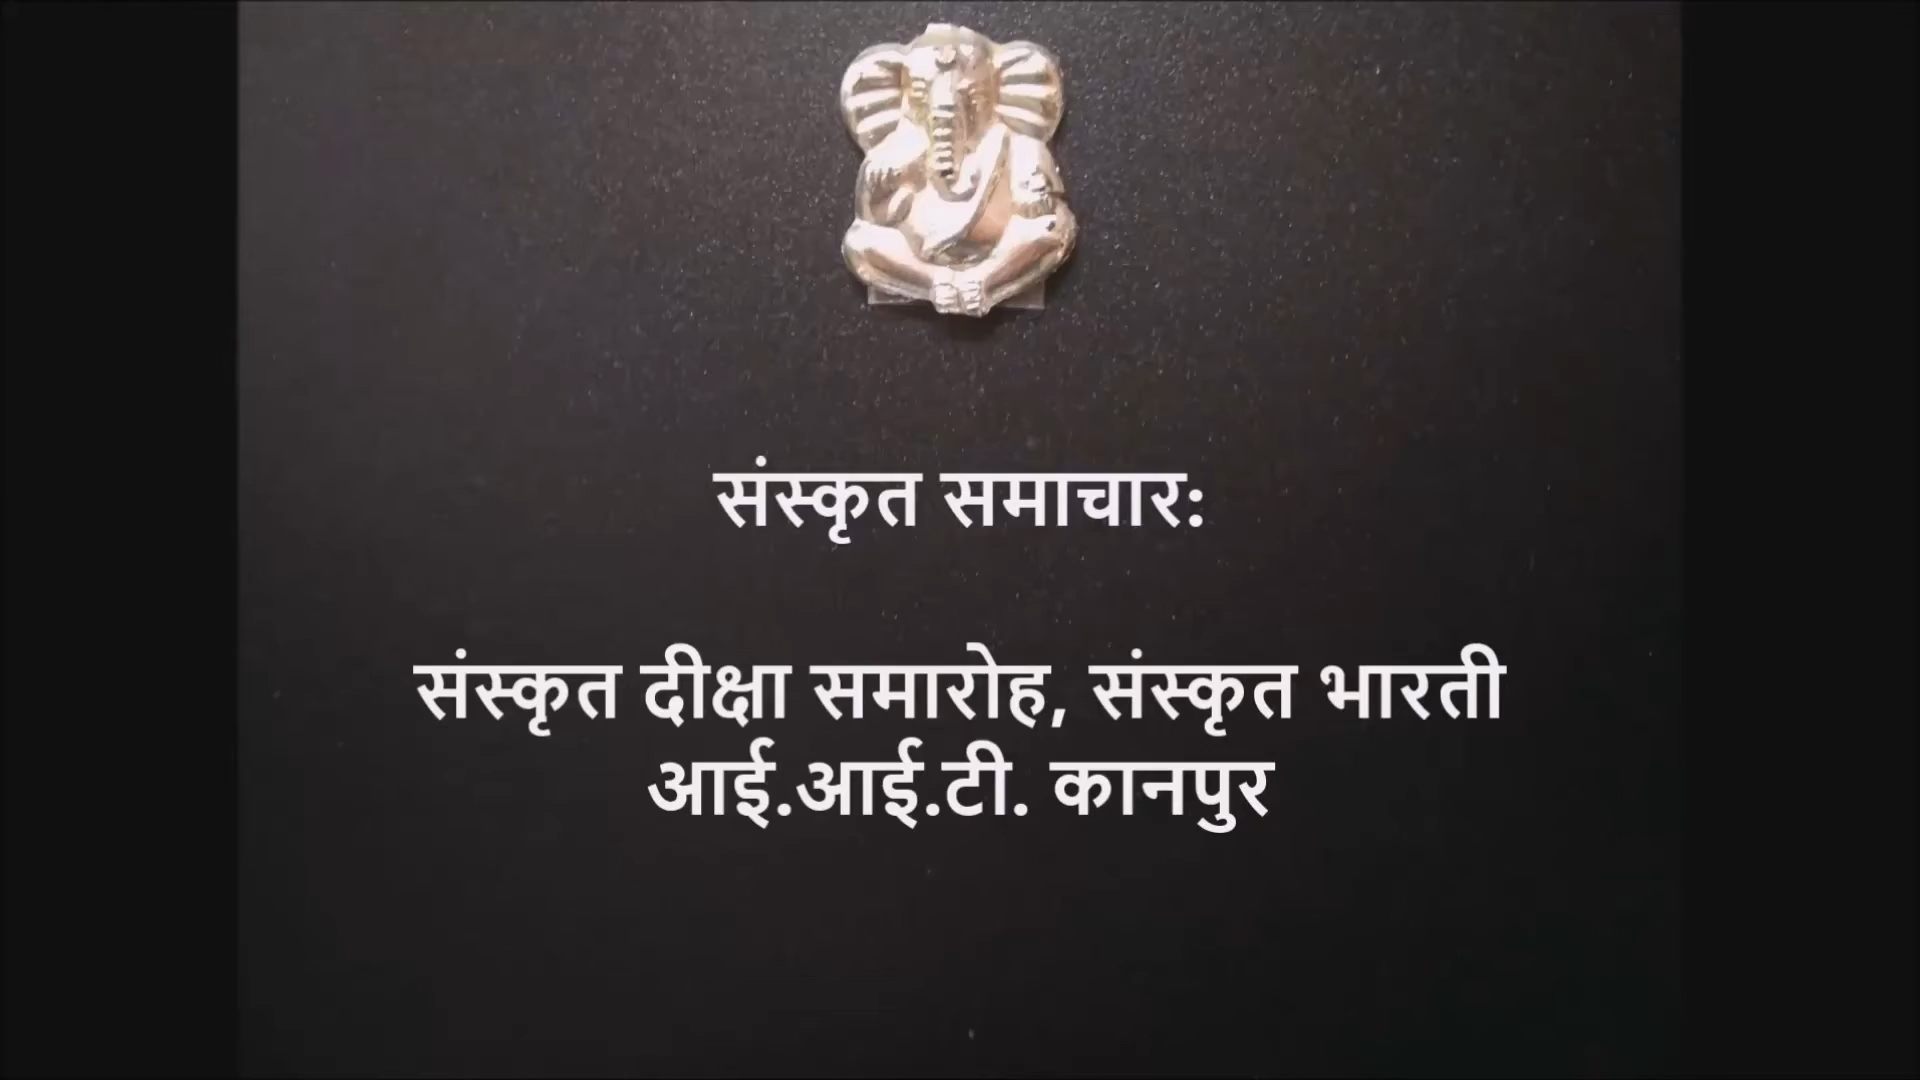 संस्कृत समाचार:
संस्कृत दीक्षा समारोह, संस्कृत भारती
आई.आई.टी. कानपुर